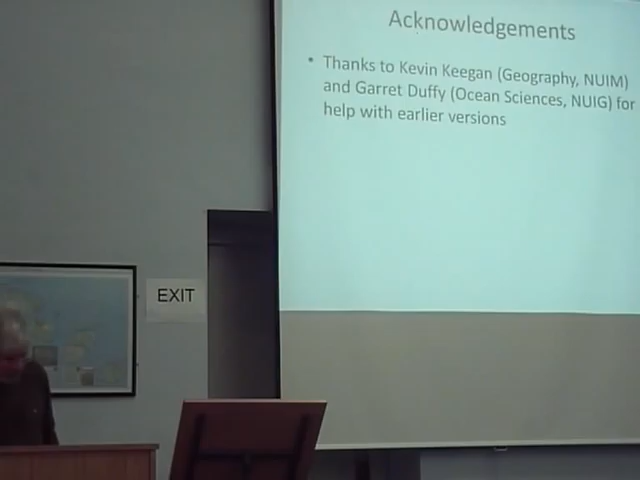 Acknowledgements
• Thanks to Kevin Keegan (Geography, NUIM)
and Garret Duffy (Ocean Sciences, NUIG) for
help with earlier versions
EXIT